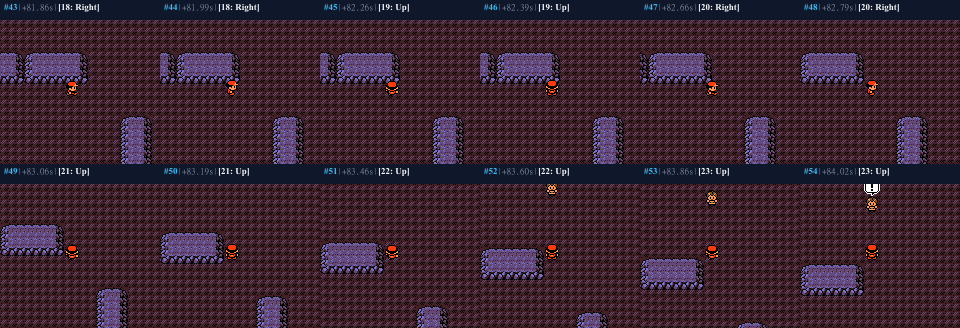 #43|+81.86s|[18: Right]
#44|+81.99s|[18: Right]
#45|+82.26s|[19: Up]
#46|+82.39s|[19: Up]
#47|+82.66s|[20: Right]
#48|+82.79s|[20: Right]
#49|+83.06s|[21: Up]
#50|+83.19s|[21: Up]
#51|+83.46s|[22: Up]
#52|+83.60s|[22: Up]
#53|+83.86s|[23: Up]
#54|+84.02s|[23: Up]
!